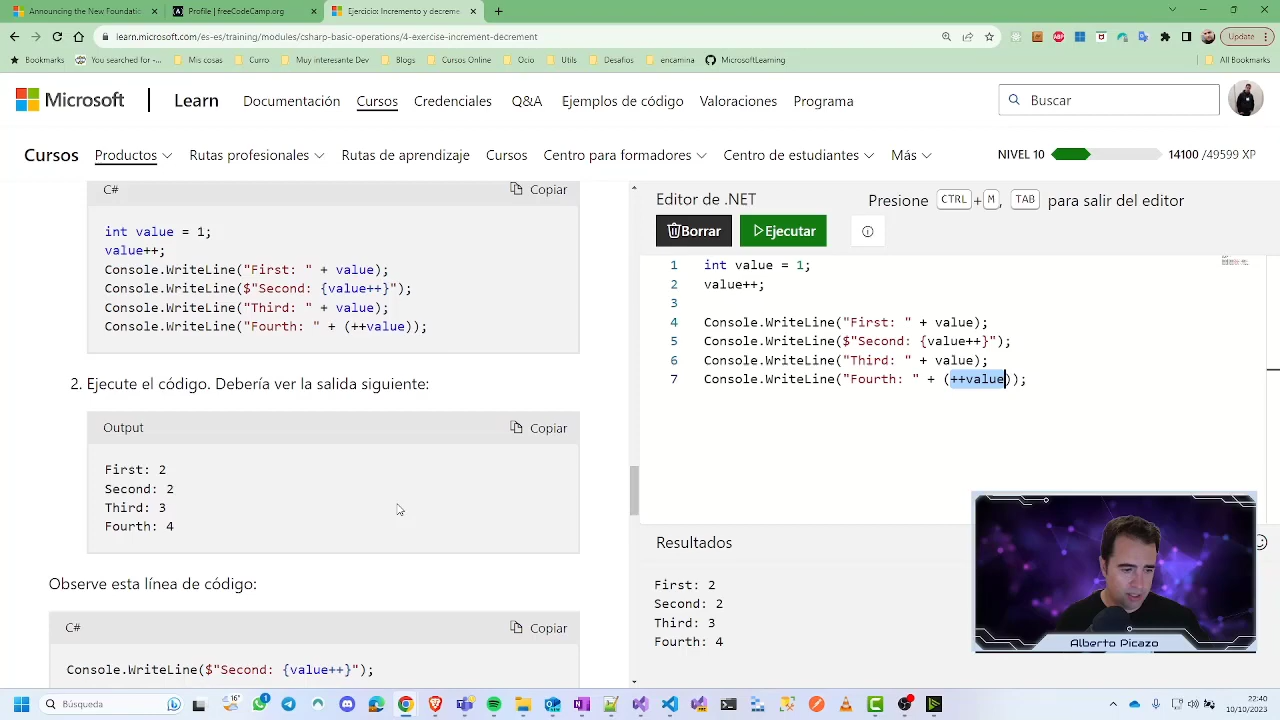 Announcing the New Foundatic
Profile | freeCodeCamp.org
Ejercicio: Incremento y decreme
learn.microsoft.com/es-es/training/modules/csharp-basic-operations/4-exercise-increment-decrement
Update
Bookmarks
You searched for -...
Mis cosas
Curro
Muy interesante Dev
Blogs
Cursos Online
Ocio
Utils
Desafios
encamina
MicrosoftLearning
All Bookmarks
Microsoft
Learn
Documentación
Cursos
Credenciales
Q&A
Ejemplos de código
Valoraciones
Programa
Buscar
Cursos
Productos
Rutas profesionales
Rutas de aprendizaje
Cursos
Centro para formadores
Centro de estudiantes
Más
NIVEL 10
14100 /49599 XP
C#
Copiar
int value = 1;
value++;
Console.WriteLine("First: " + value);
Console.WriteLine($"Second: {value++}");
Console.WriteLine("Third: " + value);
Console.WriteLine("Fourth: " + (++value));
2. Ejecute el código. Debería ver la salida siguiente:
Output
Copiar
First: 2
Second: 2
Third: 3
Fourth: 4
Observe esta línea de código:
C#
Copiar
Console.WriteLine($"Second: {value++}");
Editor de .NET
Presione CTRL + M, TAB para salir del editor
Borrar
Ejecutar
1 int value = 1;
2 value++;
3
4 Console.WriteLine("First: " + value);
5 Console.WriteLine($"Second: {value++}");
6 Console.WriteLine("Third: " + value);
7 Console.WriteLine("Fourth: " + (++value));
Resultados
First: 2
Second: 2
Third: 3
Fourth: 4
Alberto Picazo
Búsqueda
16°
22:40
10/10/2023